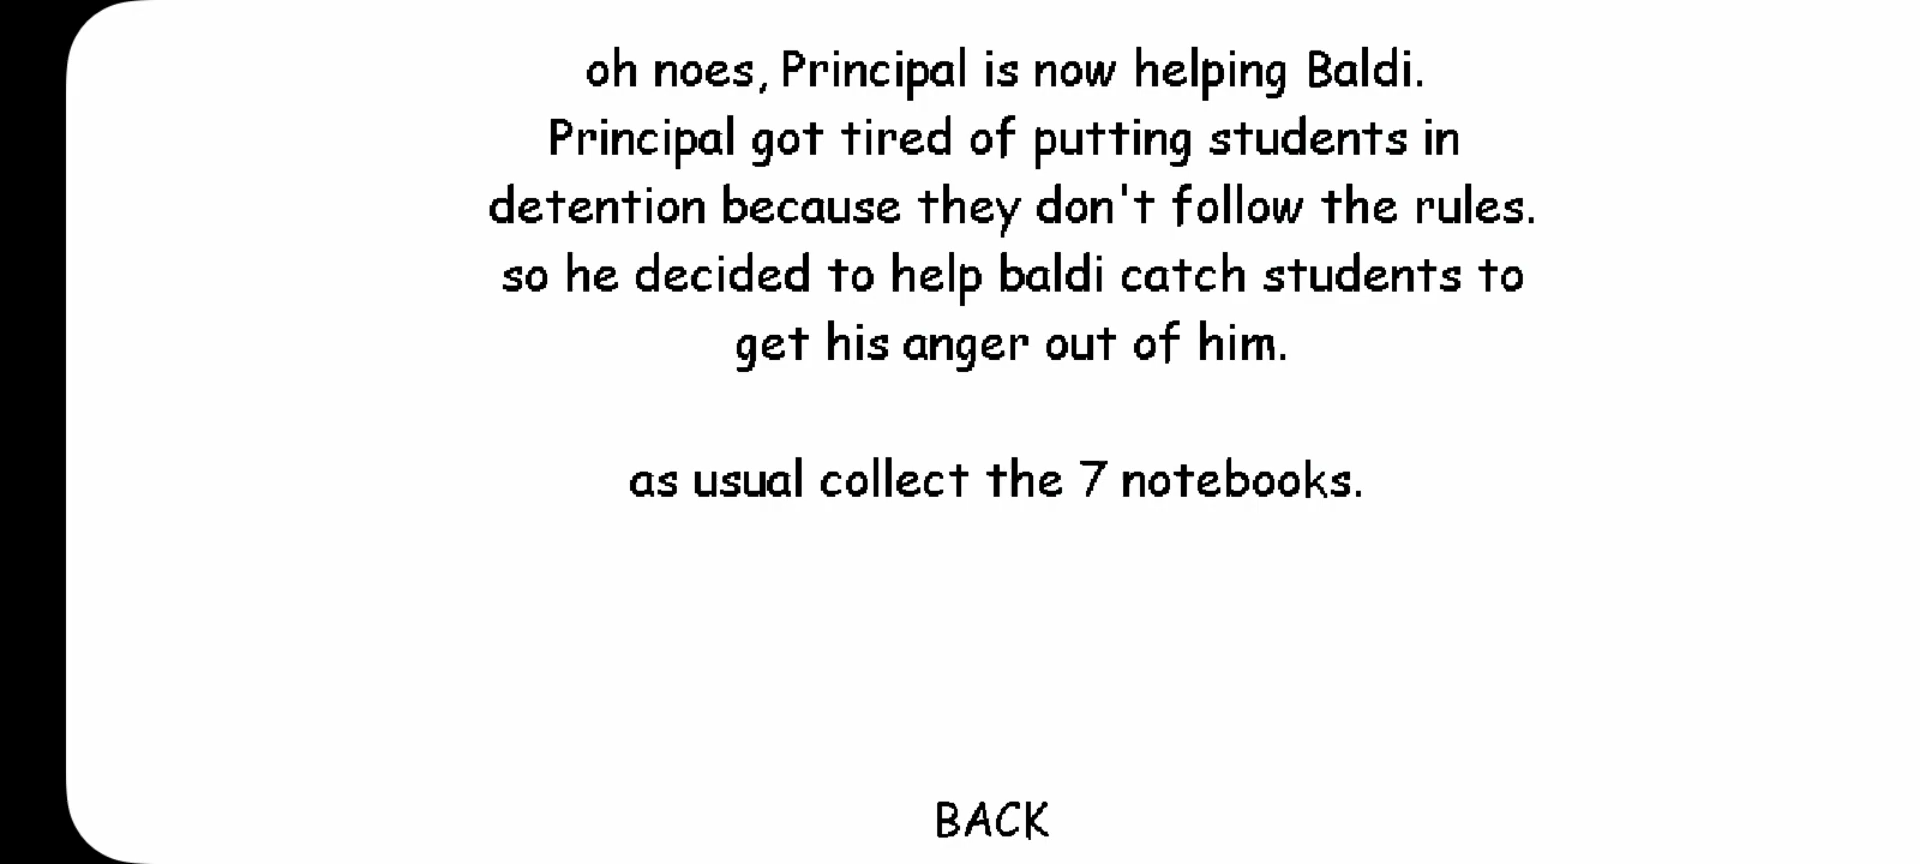 oh noes, Principal is now helping Baldi.
Principal got tired of putting students in
detention because they don't follow the rules.
so he decided to help baldi catch students to
get his anger out of him.
as usual collect the 7 notebooks.
BACK